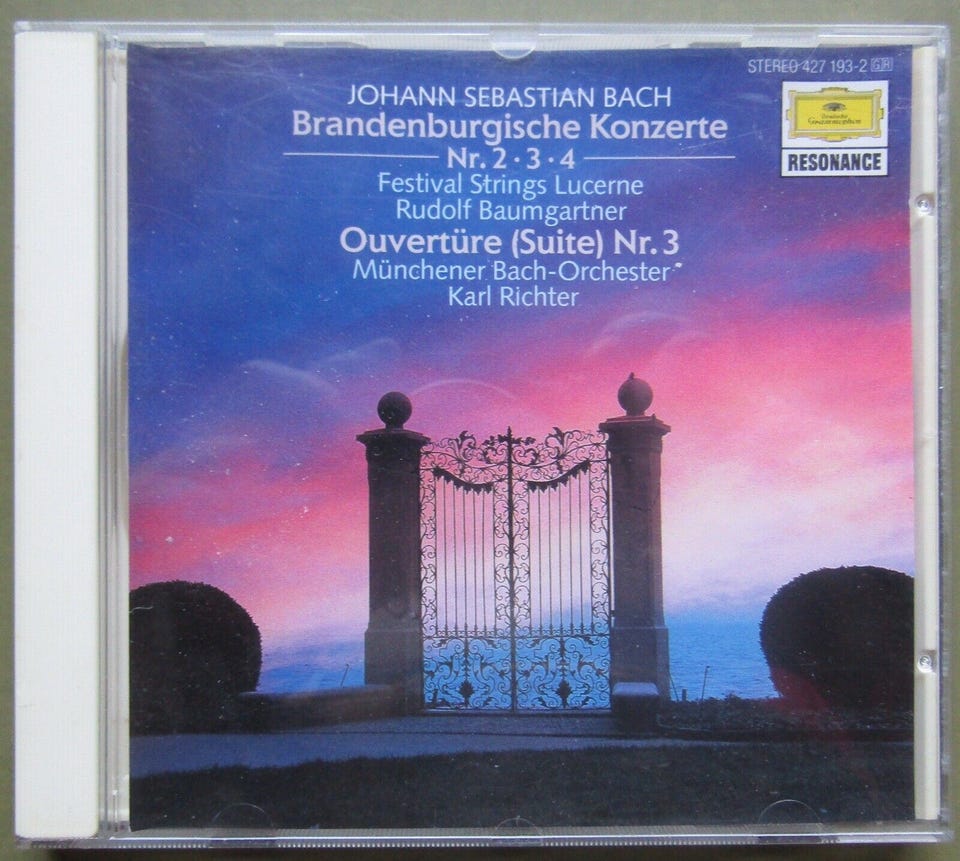 STEREO 427 193-2 GH
JOHANN SEBASTIAN BACH
Brandenburgische Konzerte
Nr. 2 · 3 · 4
Festival Strings Lucerne
Rudolf Baumgartner
Ouvertüre (Suite) Nr. 3
Münchener Bach-Orchester
Karl Richter
Deutsche
Grammophon
RESONANCE